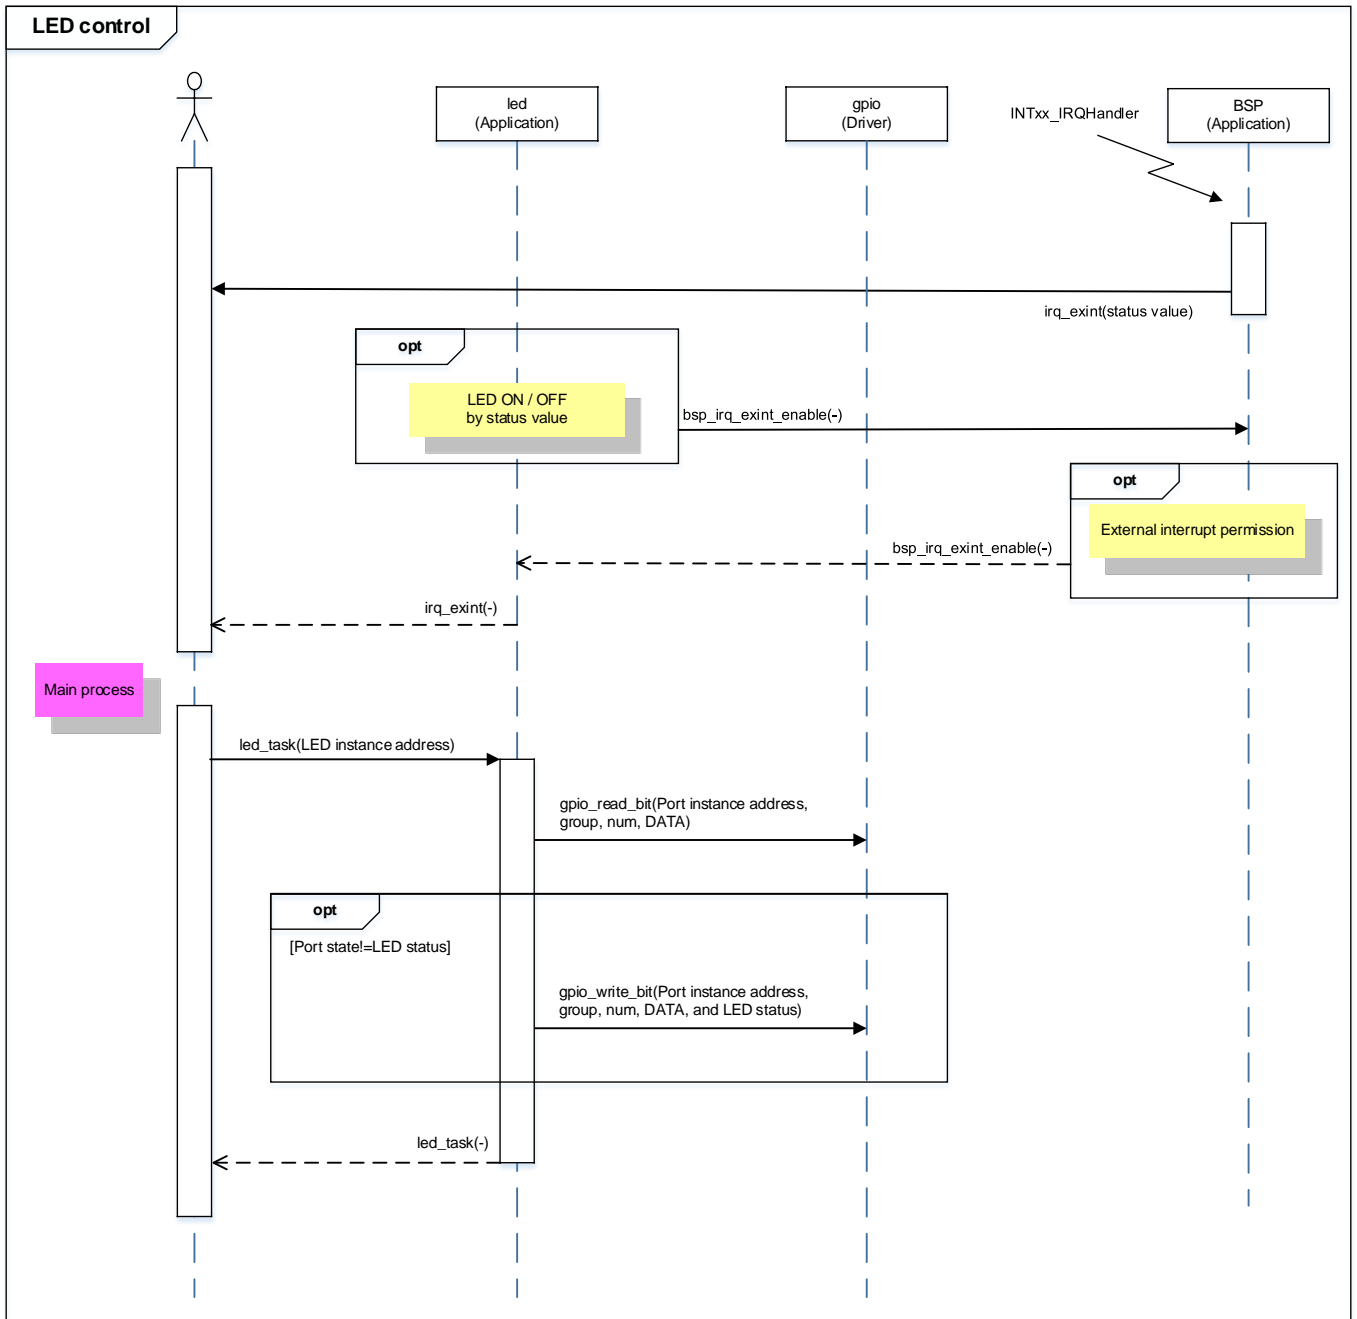 LED control
led
(Application)
gpio
(Driver)
INTxx_IRQHandler
BSP
(Application)
irq_exint(status value)
opt
LED ON / OFF
by status value
bsp_irq_exint_enable(-)
opt
External interrupt permission
bsp_irq_exint_enable(-)
irq_exint(-)
Main process
led_task(LED instance address)
gpio_read_bit(Port instance address,
group, num, DATA)
opt
[Port state!=LED status]
gpio_write_bit(Port instance address,
group, num, DATA, and LED status)
led_task(-)